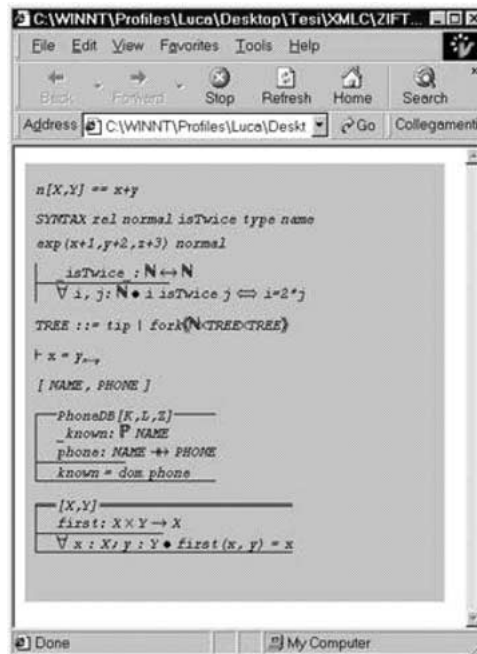 C:\WINNT\Profiles\Luca\Desktop\Tesi\XMLC\ZIFT...
File Edit View Favorites Tools Help
Back Forward Stop Refresh Home Search
Address C:\WINNT\Profiles\Luca\Deskt Go Collegamenti
n[X,Y] == x+y
SYNTAX rel normal isTwice type name
exp(x+1,y+2,z+3) normal
_isTwice_: ℕ ↔ ℕ
∀ i, j: ℕ ● i isTwice j ⟺ i=2*j
TREE ::= tip | fork⟪ℕ×TREE×TREE⟫
⊢ x = y
[ NAME, PHONE ]
PhoneDB[K,L,Z]
_known: ℙ NAME
phone: NAME ⇸ PHONE
known = dom phone
[X,Y]
first: X × Y → X
∀ x : X; y : Y ● first(x, y) = x
Done My Computer